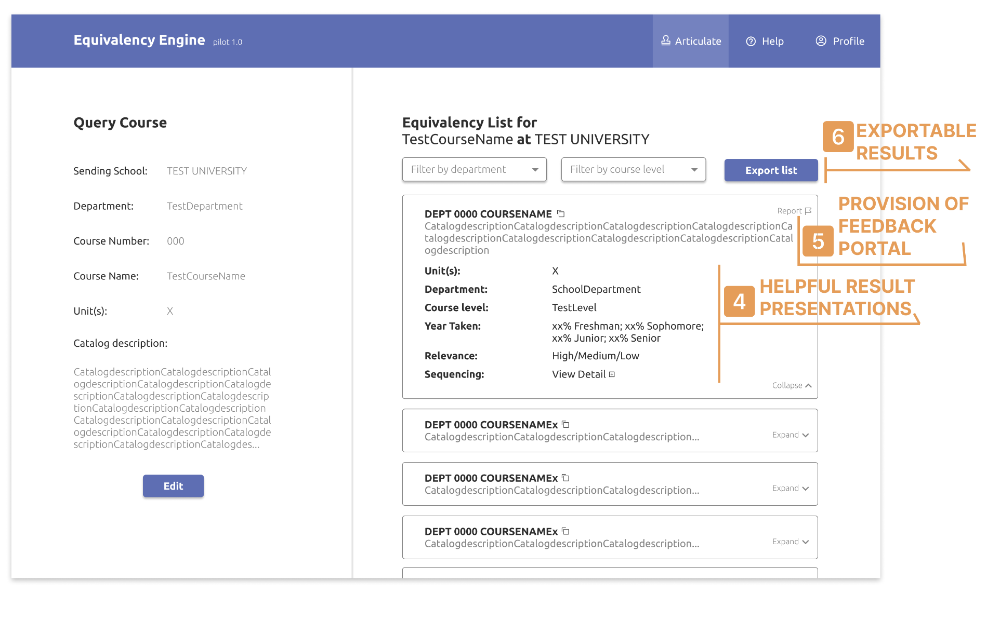 Equivalency Engine pilot 1.0
Articulate
Help
Profile
Query Course
Sending School: TEST UNIVERSITY
Department: TestDepartment
Course Number: 000
Course Name: TestCourseName
Unit(s): X
Catalog description:
CatalogdescriptionCatalogdescriptionCatal
ogdescriptionCatalogdescriptionCatalogde
scriptionCatalogdescriptionCatalogdescrip
tionCatalogdescriptionCatalogdescription
CatalogdescriptionCatalogdescriptionCatal
ogdescriptionCatalogdescriptionCatalogde
scriptionCatalogdescriptionCatalogdes...
Edit
Equivalency List for
TestCourseName at TEST UNIVERSITY
Filter by department
Filter by course level
Export list
6 EXPORTABLE
RESULTS
DEPT 0000 COURSENAME
Report
CatalogdescriptionCatalogdescriptionCatalogdescriptionCatalogdescriptionCa
talogdescriptionCatalogdescriptionCatalogdescriptionCatalogdescriptionCatal
ogdescription
5 PROVISION OF
FEEDBACK
PORTAL
Unit(s): X
Department: SchoolDepartment
Course level: TestLevel
Year Taken: xx% Freshman; xx% Sophomore;
xx% Junior; xx% Senior
Relevance: High/Medium/Low
Sequencing: View Detail
4 HELPFUL RESULT
PRESENTATIONS
Collapse
DEPT 0000 COURSENAMEx
CatalogdescriptionCatalogdescriptionCatalogdescription...
Expand
DEPT 0000 COURSENAMEx
CatalogdescriptionCatalogdescriptionCatalogdescription...
Expand
DEPT 0000 COURSENAMEx
CatalogdescriptionCatalogdescriptionCatalogdescription...
Expand